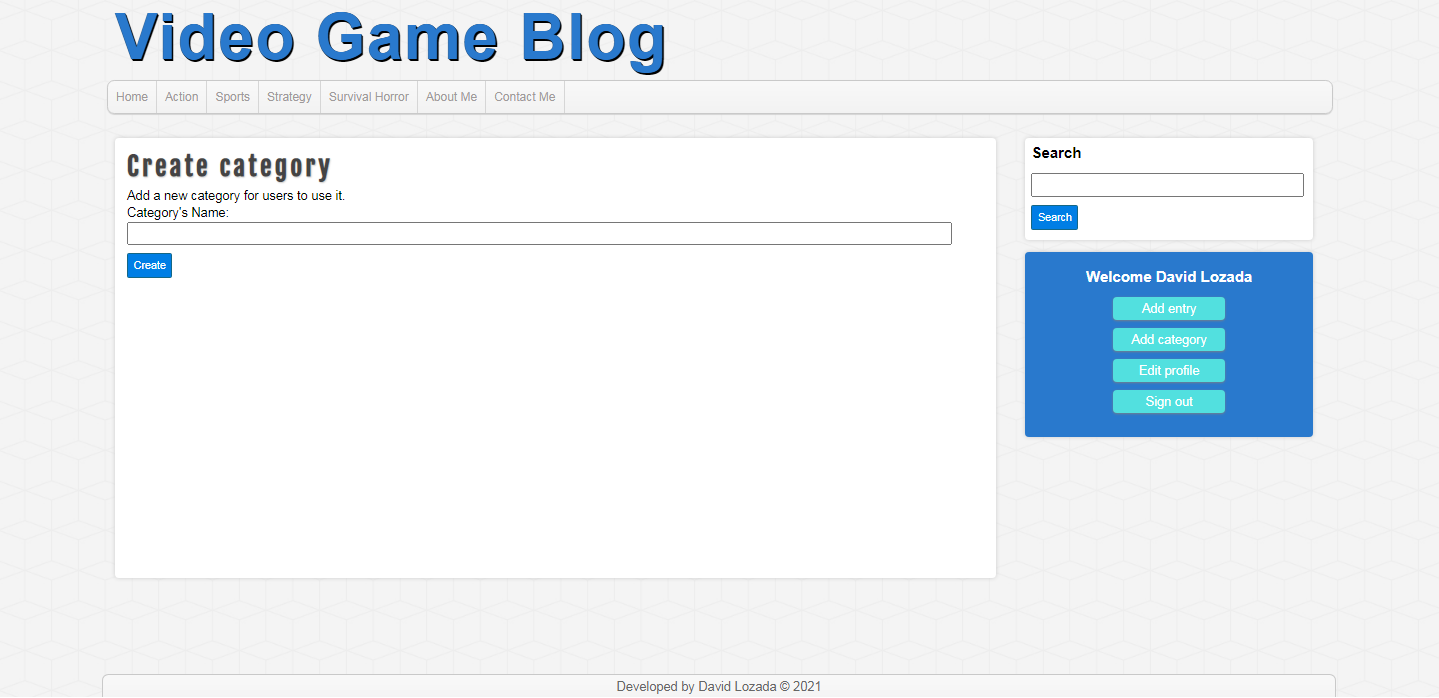 Video Game Blog
Home Action Sports Strategy Survival Horror About Me Contact Me
Create category
Add a new category for users to use it.
Category's Name:
Create
Search
Search
Welcome David Lozada
Add entry
Add category
Edit profile
Sign out
Developed by David Lozada © 2021